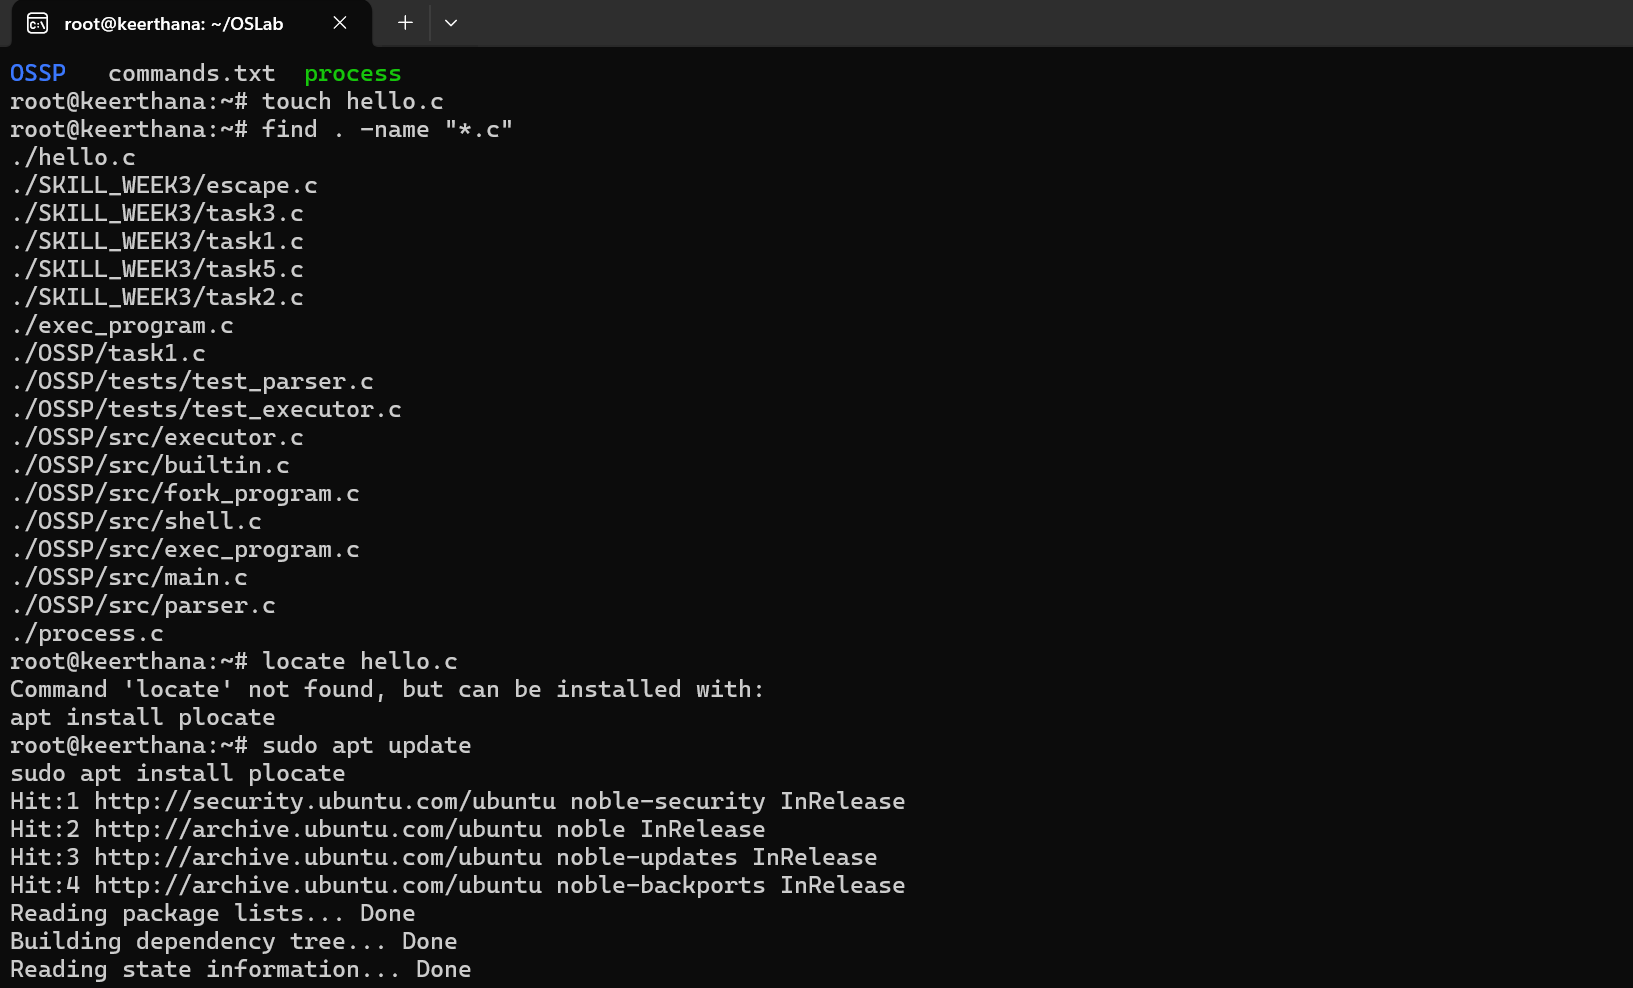 root@keerthana: ~/OSLab
OSSP   commands.txt  process
root@keerthana:~# touch hello.c
root@keerthana:~# find . -name "*.c"
./hello.c
./SKILL_WEEK3/escape.c
./SKILL_WEEK3/task3.c
./SKILL_WEEK3/task1.c
./SKILL_WEEK3/task5.c
./SKILL_WEEK3/task2.c
./exec_program.c
./OSSP/task1.c
./OSSP/tests/test_parser.c
./OSSP/tests/test_executor.c
./OSSP/src/executor.c
./OSSP/src/builtin.c
./OSSP/src/fork_program.c
./OSSP/src/shell.c
./OSSP/src/exec_program.c
./OSSP/src/main.c
./OSSP/src/parser.c
./process.c
root@keerthana:~# locate hello.c
Command 'locate' not found, but can be installed with:
apt install plocate
root@keerthana:~# sudo apt update
sudo apt install plocate
Hit:1 http://security.ubuntu.com/ubuntu noble-security InRelease
Hit:2 http://archive.ubuntu.com/ubuntu noble InRelease
Hit:3 http://archive.ubuntu.com/ubuntu noble-updates InRelease
Hit:4 http://archive.ubuntu.com/ubuntu noble-backports InRelease
Reading package lists... Done
Building dependency tree... Done
Reading state information... Done